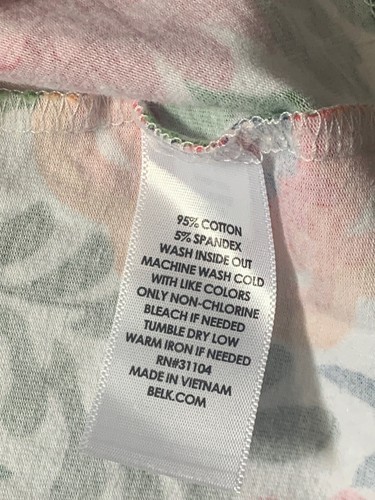 95% COTTON
5% SPANDEX
WASH INSIDE OUT
MACHINE WASH COLD
WITH LIKE COLORS
ONLY NON-CHLORINE
BLEACH IF NEEDED
TUMBLE DRY LOW
WARM IRON IF NEEDED
RN#31104
MADE IN VIETNAM
BELK.COM